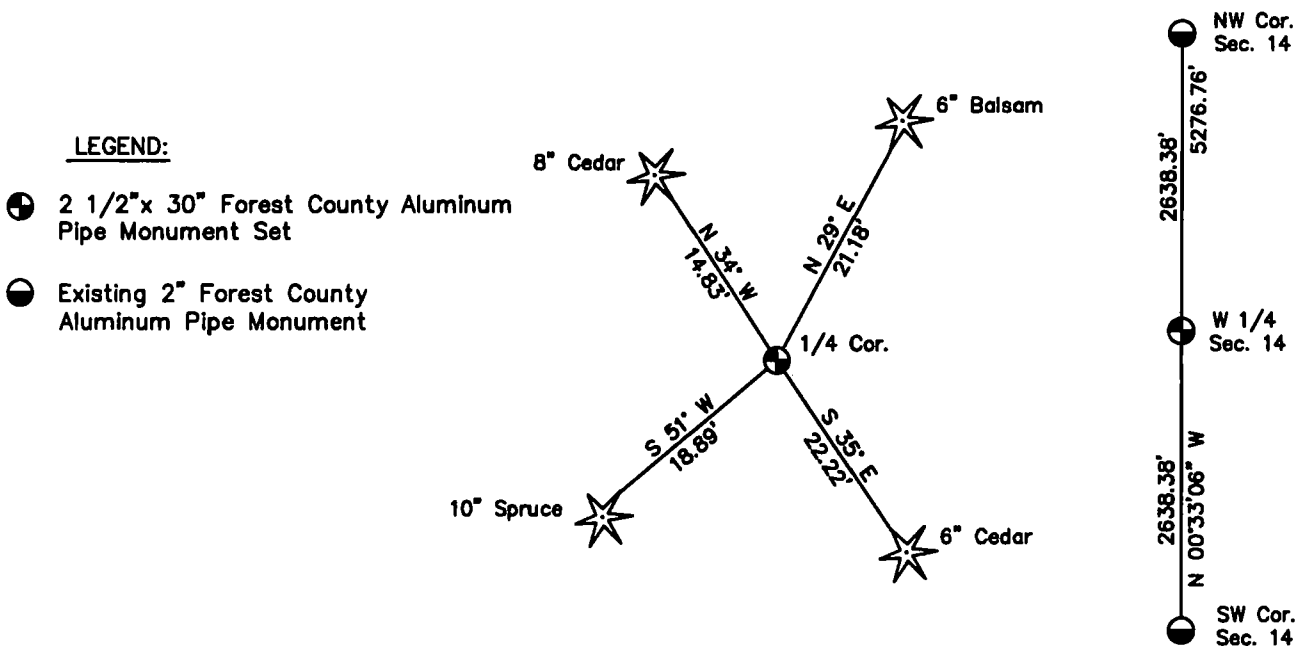 LEGEND:
2 1/2"x 30" Forest County Aluminum
Pipe Monument Set
Existing 2" Forest County
Aluminum Pipe Monument
8" Cedar
6" Balsam
N 34° W
14.83'
N 29° E
21.18'
1/4 Cor.
S 51° W
18.89'
S 35° E
22.22'
10" Spruce
6" Cedar
NW Cor.
Sec. 14
5276.76'
2638.38'
W 1/4
Sec. 14
2638.38'
N 00°33'06" W
SW Cor.
Sec. 14